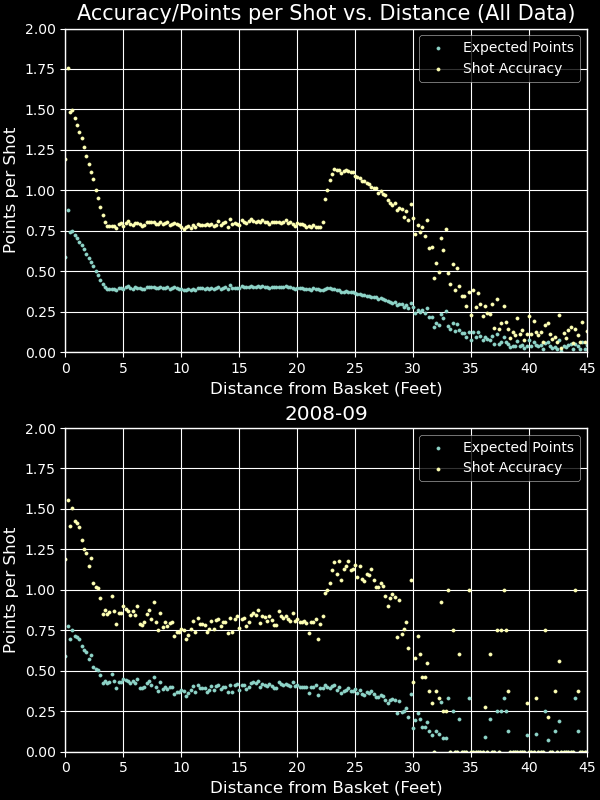 Accuracy/Points per Shot vs. Distance (All Data)
2.00
Expected Points
Shot Accuracy
1.75
1.50
1.25
1.00
0.75
0.50
0.25
0.00
Points per Shot
0 5 10 15 20 25 30 35 40 45
Distance from Basket (Feet)
2008-09
2.00
Expected Points
Shot Accuracy
1.75
1.50
1.25
1.00
0.75
0.50
0.25
0.00
Points per Shot
0 5 10 15 20 25 30 35 40 45
Distance from Basket (Feet)